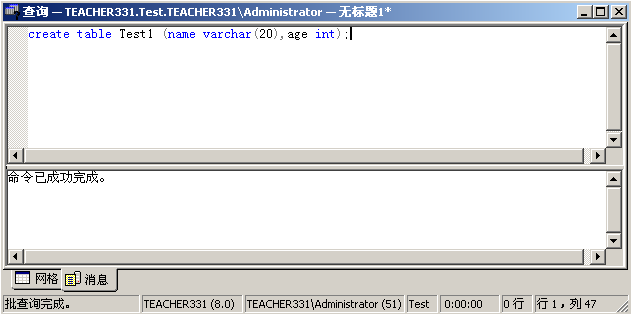 查询 — TEACHER331.Test.TEACHER331\Administrator — 无标题1*
create table Test1 (name varchar(20),age int);
命令已成功完成。
网格 消息
批查询完成。 TEACHER331 (8.0) TEACHER331\Administrator (51) Test 0:00:00 0 行 行 1，列 47